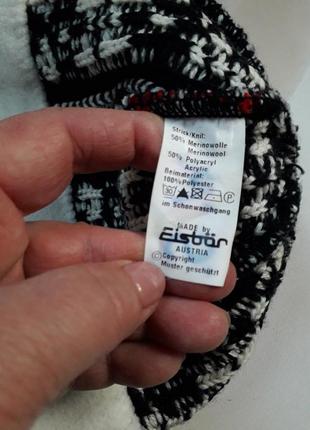 Strick/Knit:
50% Merinowolle
Merinowool
50% Polyacryl
Acrylic
Beimaterial:
100% Polyester
30 P
im Schonwaschgang
MADE by
Eisbär
AUSTRIA
© Copyright
Muster geschützt